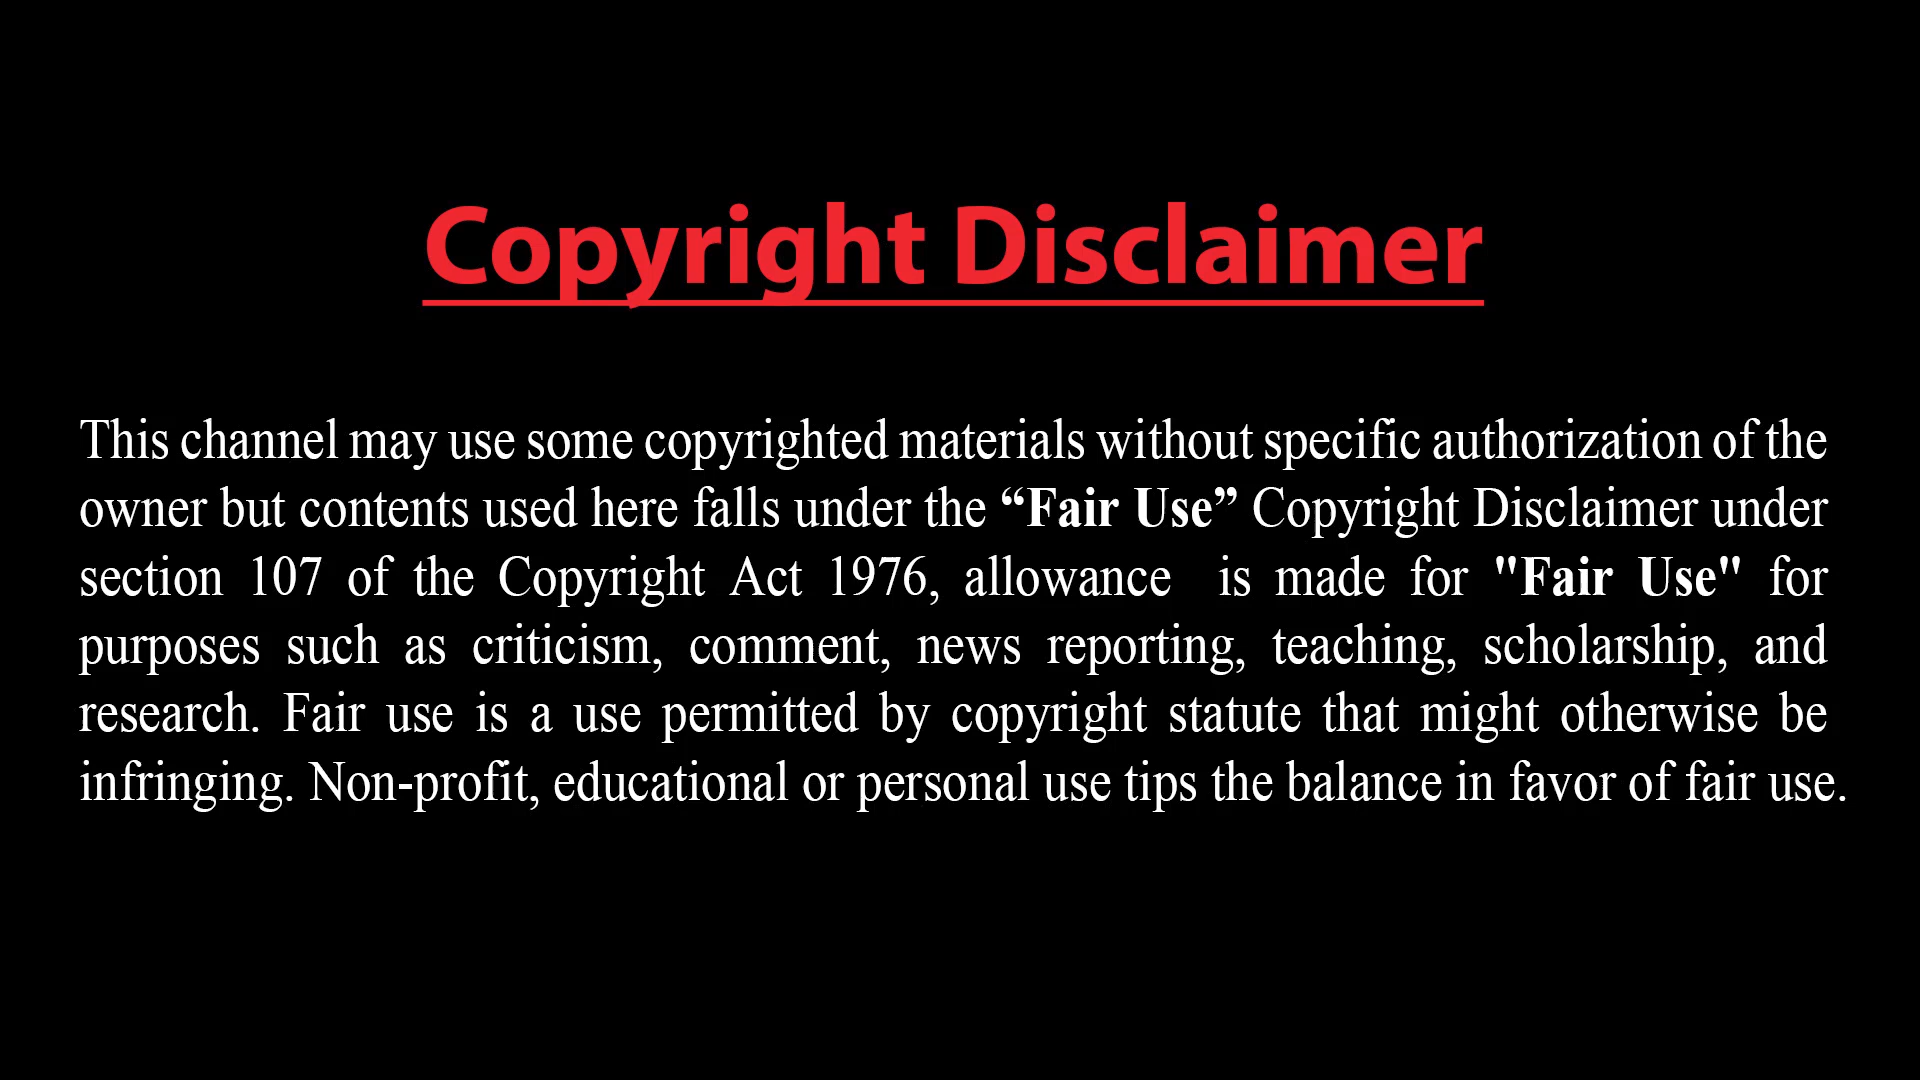 Copyright Disclaimer
This channel may use some copyrighted materials without specific authorization of the
owner but contents used here falls under the “Fair Use” Copyright Disclaimer under
section 107 of the Copyright Act 1976, allowance is made for "Fair Use" for
purposes such as criticism, comment, news reporting, teaching, scholarship, and
research. Fair use is a use permitted by copyright statute that might otherwise be
infringing. Non-profit, educational or personal use tips the balance in favor of fair use.